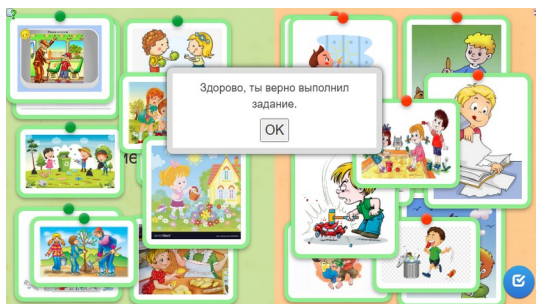 Здорово, ты верно выполнил
задание.
OK